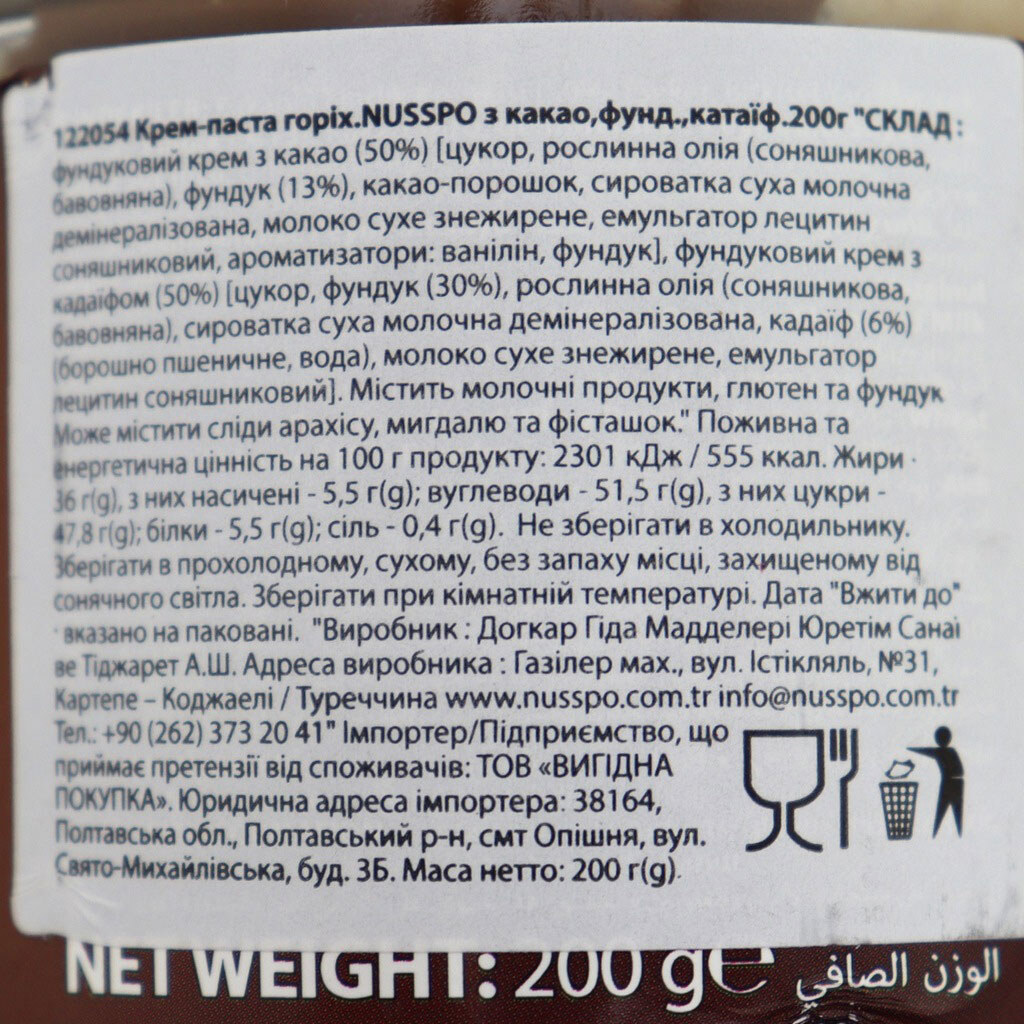 122054 Крем-паста горіх.NUSSPO з какао,фунд.,катаїф.200г "СКЛАД :
фундуковий крем з какао (50%) [цукор, рослинна олія (соняшникова,
бавовняна), фундук (13%), какао-порошок, сироватка суха молочна
демінералізована, молоко сухе знежирене, емульгатор лецитин
соняшниковий, ароматизатори: ванілін, фундук], фундуковий крем з
кадаїфом (50%) [цукор, фундук (30%), рослинна олія (соняшникова,
бавовняна), сироватка суха молочна демінералізована, кадаїф (6%)
(борошно пшеничне, вода), молоко сухе знежирене, емульгатор
лецитин соняшниковий]. Містить молочні продукти, глютен та фундук
Може містити сліди арахісу, мигдалю та фісташок." Поживна та
енергетична цінність на 100 г продукту: 2301 кДж / 555 ккал. Жири -
36 г(g), з них насичені - 5,5 г(g); вуглеводи - 51,5 г(g), з них цукри -
47,8 г(g); білки - 5,5 г(g); сіль - 0,4 г(g). Не зберігати в холодильнику.
Зберігати в прохолодному, сухому, без запаху місці, захищеному від
сонячного світла. Зберігати при кімнатній температурі. Дата "Вжити до"
вказано на паковані. "Виробник : Догкар Гіда Мадделері Юретім Санаі
ве Тіджарет А.Ш. Адреса виробника : Газілер мах., вул. Істікляль, №31,
Картепе – Коджаелі / Туреччина www.nusspo.com.tr info@nusspo.com.tr
Тел.: +90 (262) 373 20 41" Імпортер/Підприємство, що
приймає претензії від споживачів: ТОВ «ВИГІДНА
ПОКУПКА». Юридична адреса імпортера: 38164,
Полтавська обл., Полтавський р-н, смт Опішня, вул.
Свято-Михайлівська, буд. 3Б. Маса нетто: 200 г(g).
NET WEIGHT: 200 g℮ الوزن الصافي